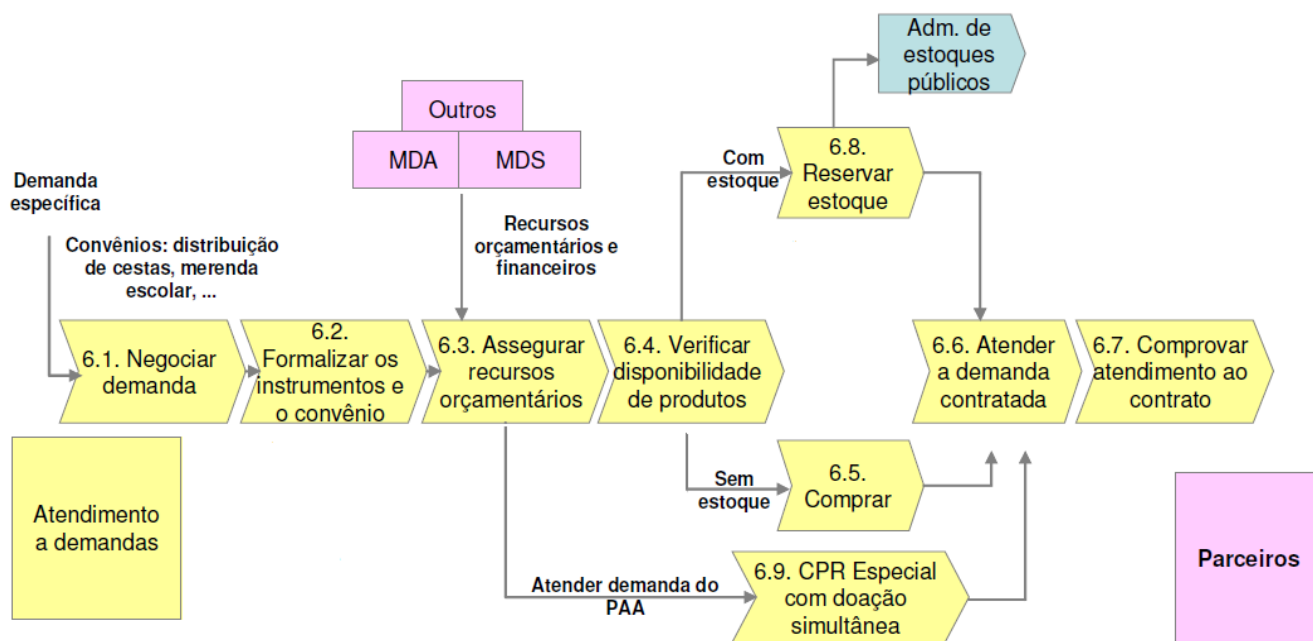 Adm. de
estoques
públicos
Outros
MDA
MDS
6.8.
Reservar
estoque
Com
estoque
Demanda
específica
Recursos
orçamentários e
financeiros
Convênios: distribuição
de cestas, merenda
escolar, ...
6.1. Negociar
demanda
6.2.
Formalizar os
instrumentos e
o convênio
6.3. Assegurar
recursos
orçamentários
6.4. Verificar
disponibilidade
de produtos
6.6. Atender
a demanda
contratada
6.7. Comprovar
atendimento ao
contrato
Sem
estoque
6.5.
Comprar
Atendimento
a demandas
Atender demanda do
PAA
6.9. CPR Especial
com doação
simultânea
Parceiros